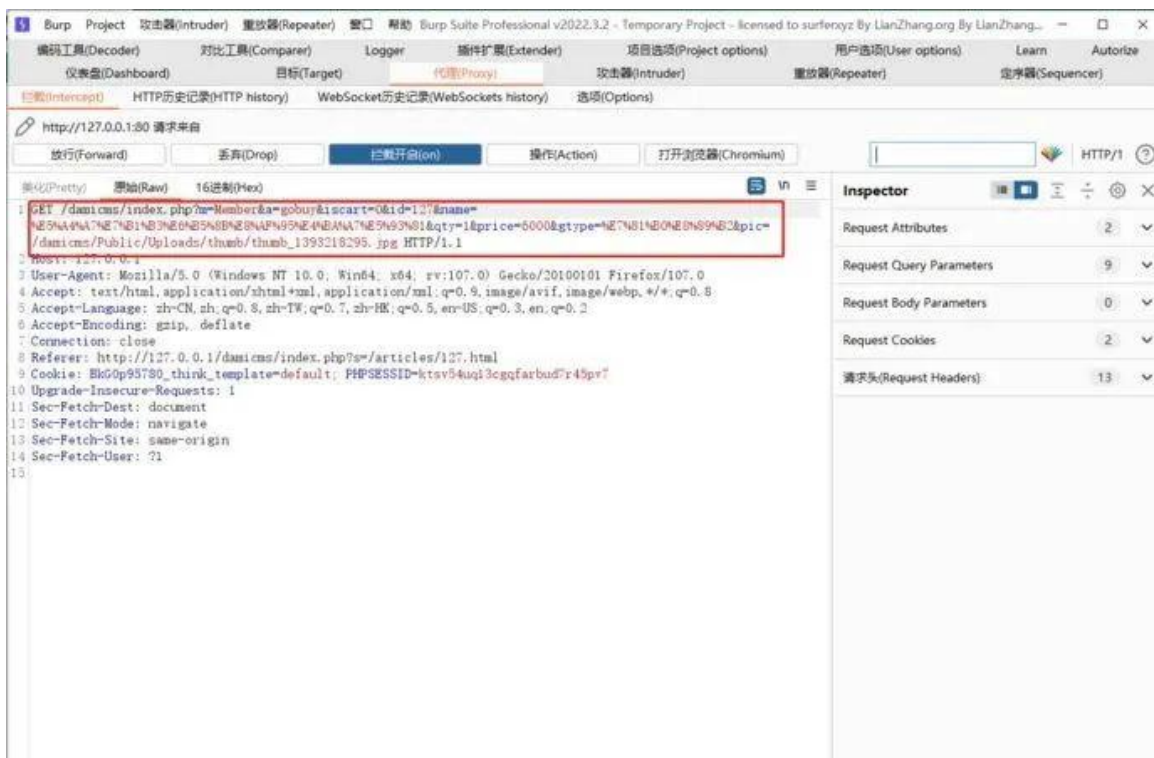 Burp Project 攻击器(Intruder) 重放器(Repeater) 窗口 帮助 Burp Suite Professional v2022.3.2 - Temporary Project - licensed to surferxyz By LianZhang.org By LianZhang...
编码工具(Decoder) 对比工具(Comparer) Logger 插件扩展(Extender) 项目选项(Project options) 用户选项(User options) Learn Autorize
仪表盘(Dashboard) 目标(Target) 代理(Proxy) 攻击器(Intruder) 重放器(Repeater) 定序器(Sequencer)
拦截(Intercept) HTTP历史记录(HTTP history) WebSocket历史记录(WebSockets history) 选项(Options)
http://127.0.0.1:80 请求来自
放行(Forward) 丢弃(Drop) 拦截开启(on) 操作(Action) 打开浏览器(Chromium) HTTP/1
美化(Pretty) 原始(Raw) 16进制(Hex) \n Inspector
1 GET /damicms/index.php?m=Member&a=gobuy&iscart=0&id=127&name=
%E5%A4%A7%E7%B1%B3%E6%B5%8B%E8%AF%95%E4%BA%A7%E5%93%81&qty=1&price=6000&gtype=%E7%81%B0%E8%89%B2&pic=
/damicms/Public/Uploads/thumb/thumb_1393218295.jpg HTTP/1.1
2 Host: 127.0.0.1
3 User-Agent: Mozilla/5.0 (Windows NT 10.0; Win64; x64; rv:107.0) Gecko/20100101 Firefox/107.0
4 Accept: text/html,application/xhtml+xml,application/xml;q=0.9,image/avif,image/webp,*/*;q=0.8
5 Accept-Language: zh-CN,zh;q=0.8,zh-TW;q=0.7,zh-HK;q=0.5,en-US;q=0.3,en;q=0.2
6 Accept-Encoding: gzip, deflate
7 Connection: close
8 Referer: http://127.0.0.1/damicms/index.php?s=/articles/127.html
9 Cookie: BkGOp95780_think_template=default; PHPSESSID=ktsv54uqi3cgqfarbud7r45pv7
10 Upgrade-Insecure-Requests: 1
11 Sec-Fetch-Dest: document
12 Sec-Fetch-Mode: navigate
13 Sec-Fetch-Site: same-origin
14 Sec-Fetch-User: ?1
15
Request Attributes 2
Request Query Parameters 9
Request Body Parameters 0
Request Cookies 2
请求头(Request Headers) 13